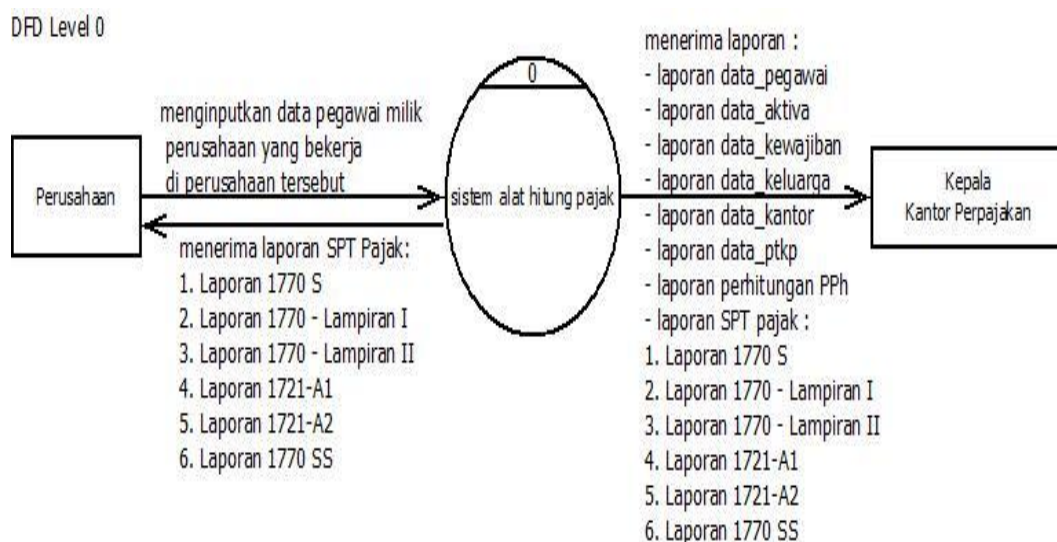 DFD Level 0
Perusahaan
menginputkan data pegawai milik
perusahaan yang bekerja
di perusahaan tersebut
menerima laporan SPT Pajak:
1. Laporan 1770 S
2. Laporan 1770 - Lampiran I
3. Laporan 1770 - Lampiran II
4. Laporan 1721-A1
5. Laporan 1721-A2
6. Laporan 1770 SS
0
sistem alat hitung pajak
menerima laporan :
- laporan data_pegawai
- laporan data_aktiva
- laporan data_kewajiban
- laporan data_keluarga
- laporan data_kantor
- laporan data_ptkp
- laporan perhitungan PPh
- laporan SPT pajak :
1. Laporan 1770 S
2. Laporan 1770 - Lampiran I
3. Laporan 1770 - Lampiran II
4. Laporan 1721-A1
5. Laporan 1721-A2
6. Laporan 1770 SS
Kepala
Kantor Perpajakan